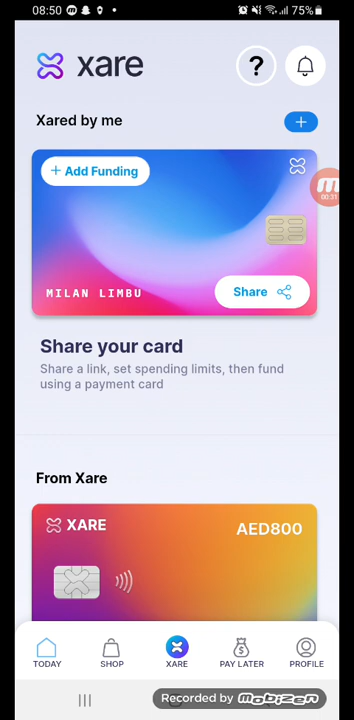 08:50
75%
xare
?
Xared by me
+
+ Add Funding
00:31
MILAN LIMBU
Share
Share your card
Share a link, set spending limits, then fund
using a payment card
From Xare
XARE
AED800
TODAY
SHOP
XARE
PAY LATER
PROFILE
Recorded by MOBIZEN